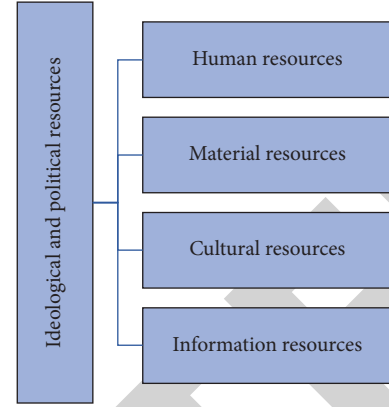 Ideological and political resources
Human resources
Material resources
Cultural resources
Information resources